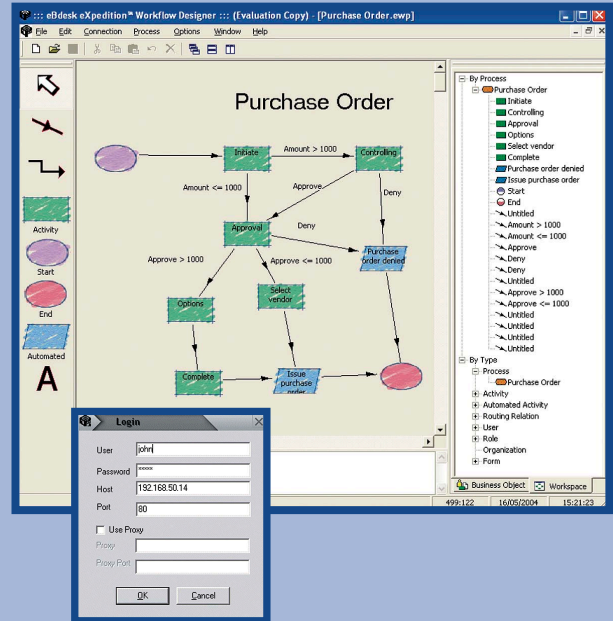 ::: eBdesk eXpedition™ Workflow Designer ::: (Evaluation Copy) - [Purchase Order.ewp]
File Edit Connection Process Options Window Help
Purchase Order
Initiate
Amount > 1000
Controlling
Amount <= 1000
Approve
Deny
Approval
Deny
Purchase order denied
Approve > 1000
Approve <= 1000
Options
Select vendor
Complete
Issue purchase order
Activity
Start
End
Automated
A
By Process
Purchase Order
Initiate
Controlling
Approval
Options
Select vendor
Complete
Purchase order denied
Issue purchase order
Start
End
Untitled
Amount > 1000
Amount <= 1000
Approve
Deny
Deny
Untitled
Approve > 1000
Approve <= 1000
Untitled
Untitled
Untitled
Untitled
By Type
Process
Purchase Order
Activity
Automated Activity
Routing Relation
User
Role
Organization
Form
Business Object Workspace
499:122 16/05/2004 15:21:23
Login
User john
Password *****
Host 192.168.50.14
Port 80
Use Proxy
Proxy
Proxy Port
OK Cancel